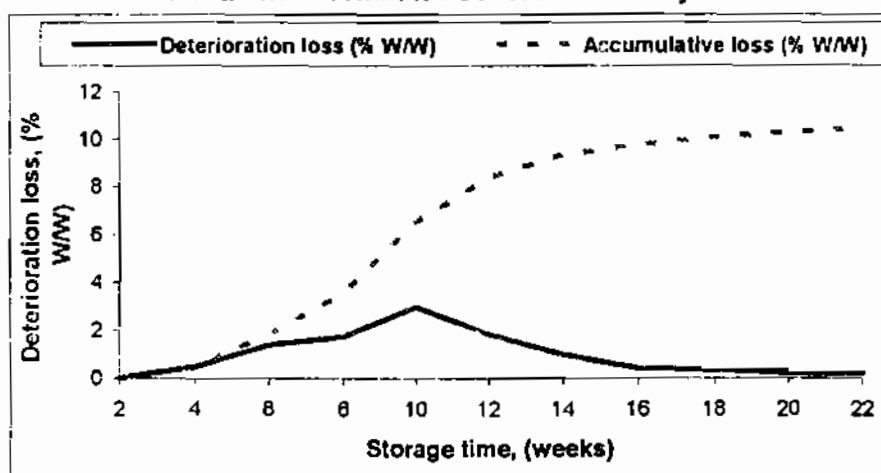 Deterioration loss (% W/W) Accumulative loss (% W/W)
12
10
8
6
4
2
0
Deterioration loss, (%
W/W)
2 4 8 6 10 12 14 16 18 20 22
Storage time, (weeks)